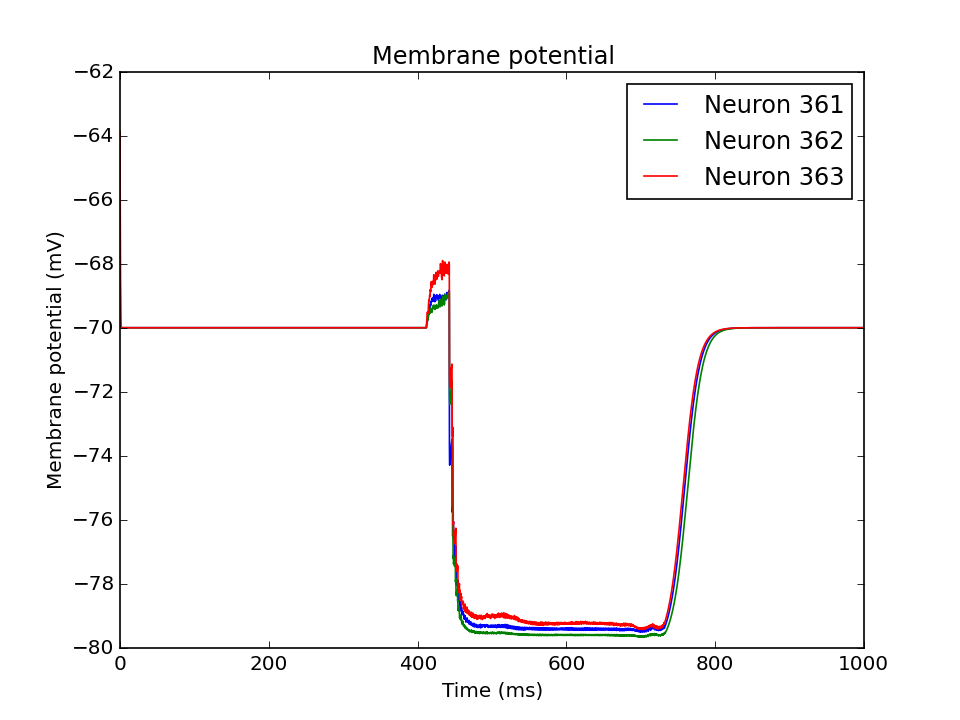 Membrane potential
−62
−64
−66
−68
−70
−72
−74
−76
−78
−80
Membrane potential (mV)
Neuron 361
Neuron 362
Neuron 363
0
200
400
600
800
1000
Time (ms)